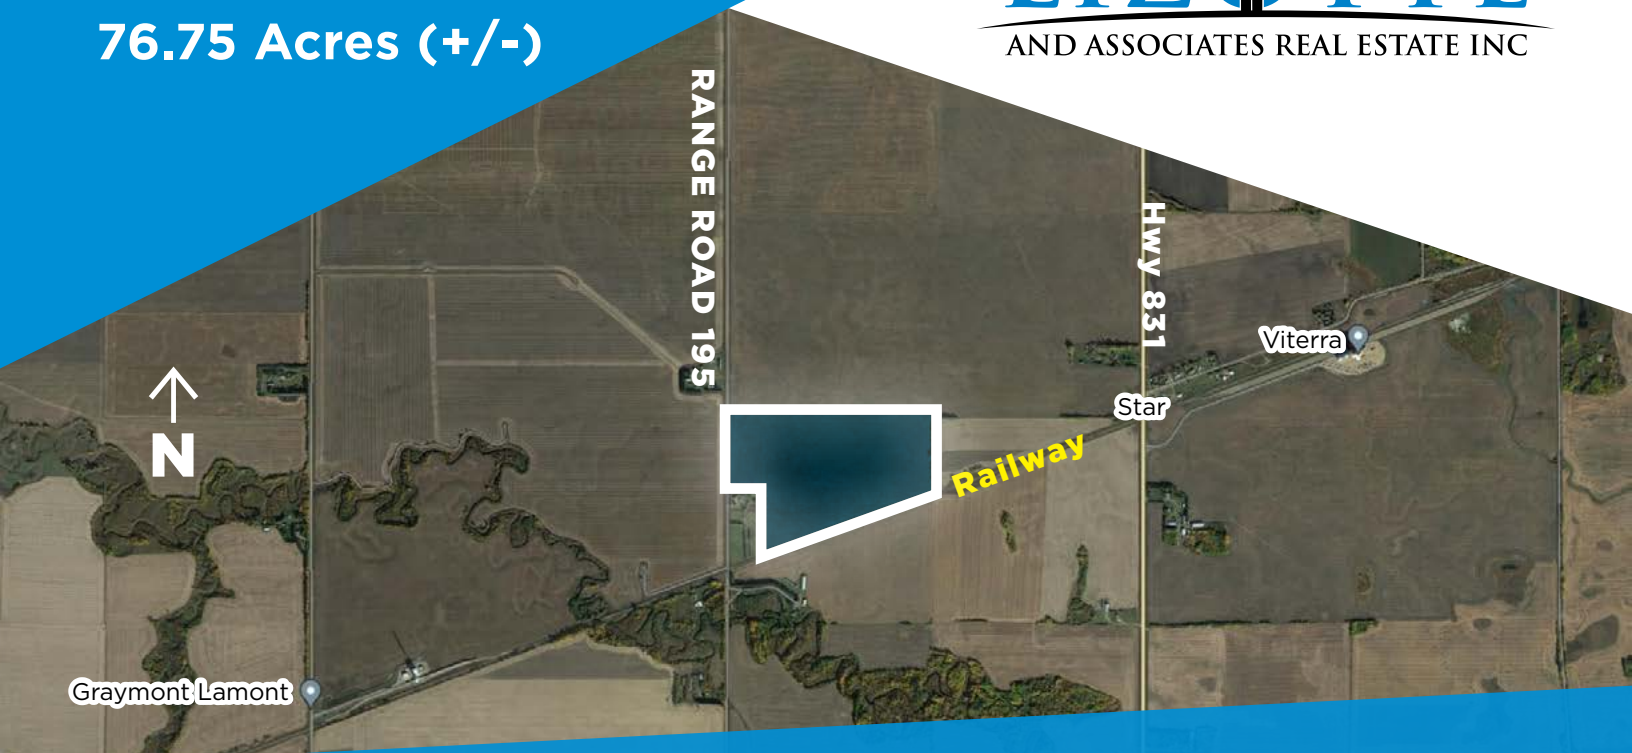 76.75 Acres (+/-)
AND ASSOCIATES REAL ESTATE INC
RANGE ROAD 195
Hwy 831
Viterra
Star
Railway
N
Graymont Lamont